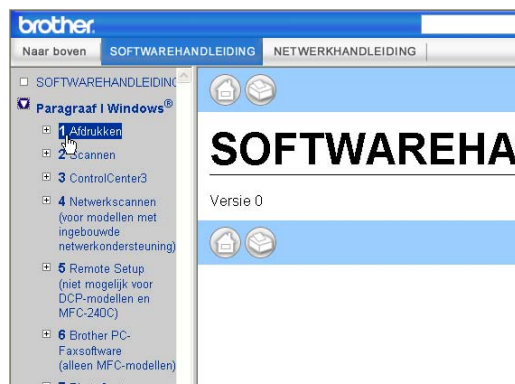 brother.
Naar boven
SOFTWAREHANDLEIDING
NETWERKHANDLEIDING
SOFTWAREHANDLEIDING
Paragraaf I Windows®
1 Afdrukken
2 Scannen
3 ControlCenter3
4 Netwerkscannen
(voor modellen met
ingebouwde
netwerkondersteuning)
5 Remote Setup
(niet mogelijk voor
DCP-modellen en
MFC-240C)
6 Brother PC-
Faxsoftware
(alleen MFC-modellen)
SOFTWAREHA
Versie 0